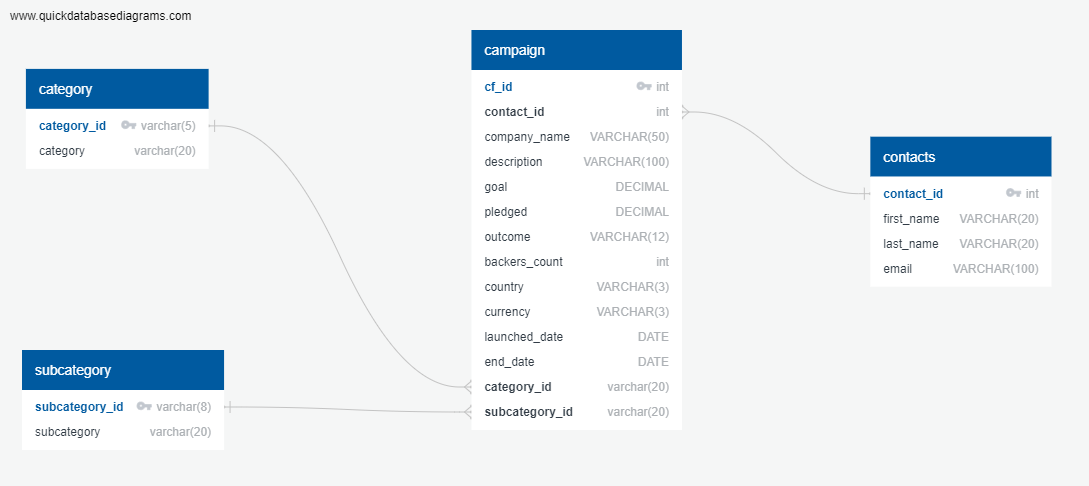 www.quickdatabasediagrams.com
category
category_id varchar(5)
category varchar(20)
subcategory
subcategory_id varchar(8)
subcategory varchar(20)
campaign
cf_id int
contact_id int
company_name VARCHAR(50)
description VARCHAR(100)
goal DECIMAL
pledged DECIMAL
outcome VARCHAR(12)
backers_count int
country VARCHAR(3)
currency VARCHAR(3)
launched_date DATE
end_date DATE
category_id varchar(20)
subcategory_id varchar(20)
contacts
contact_id int
first_name VARCHAR(20)
last_name VARCHAR(20)
email VARCHAR(100)